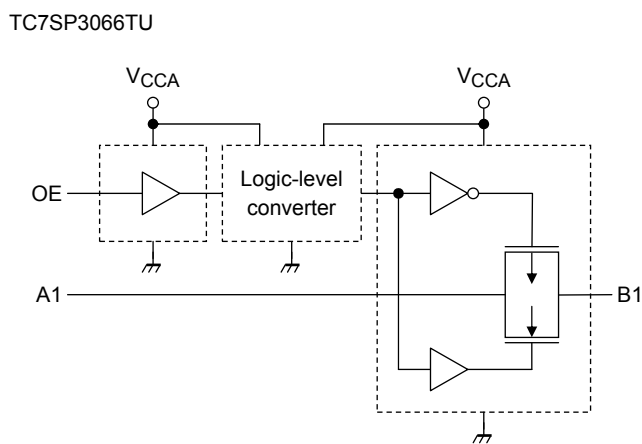 TC7SP3066TU
VCCA
VCCA
OE
Logic-level
converter
A1
B1